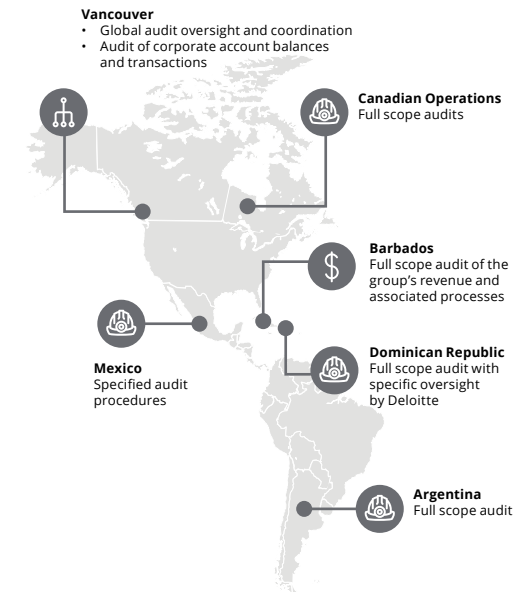 Vancouver
• Global audit oversight and coordination
• Audit of corporate account balances
and transactions
Canadian Operations
Full scope audits
$
Barbados
Full scope audit of the
group's revenue and
associated processes
Mexico
Specified audit
procedures
Dominican Republic
Full scope audit with
specific oversight
by Deloitte
Argentina
Full scope audit